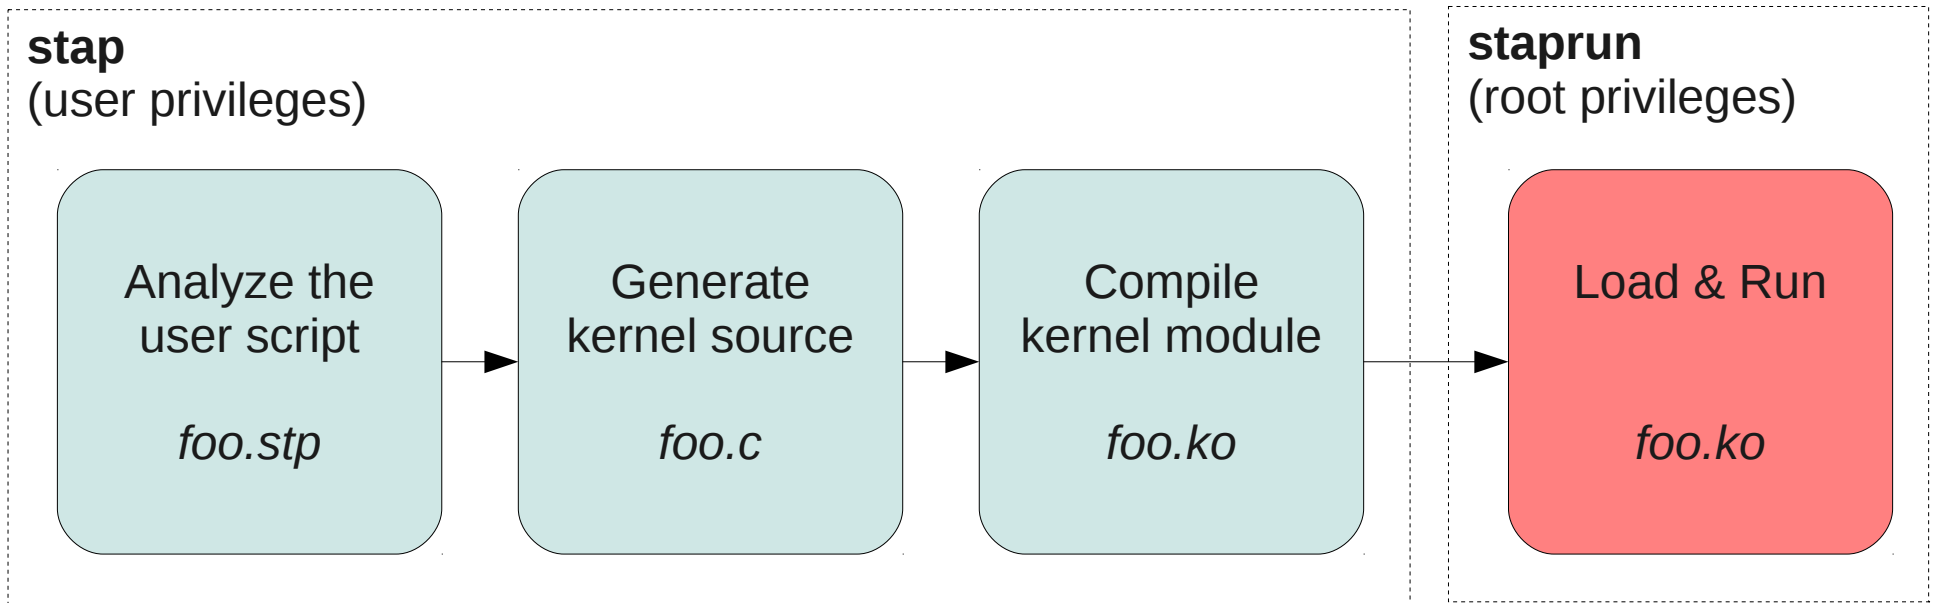 stap
(user privileges)
Analyze the
user script
foo.stp
Generate
kernel source
foo.c
Compile
kernel module
foo.ko
staprun
(root privileges)
Load & Run
foo.ko